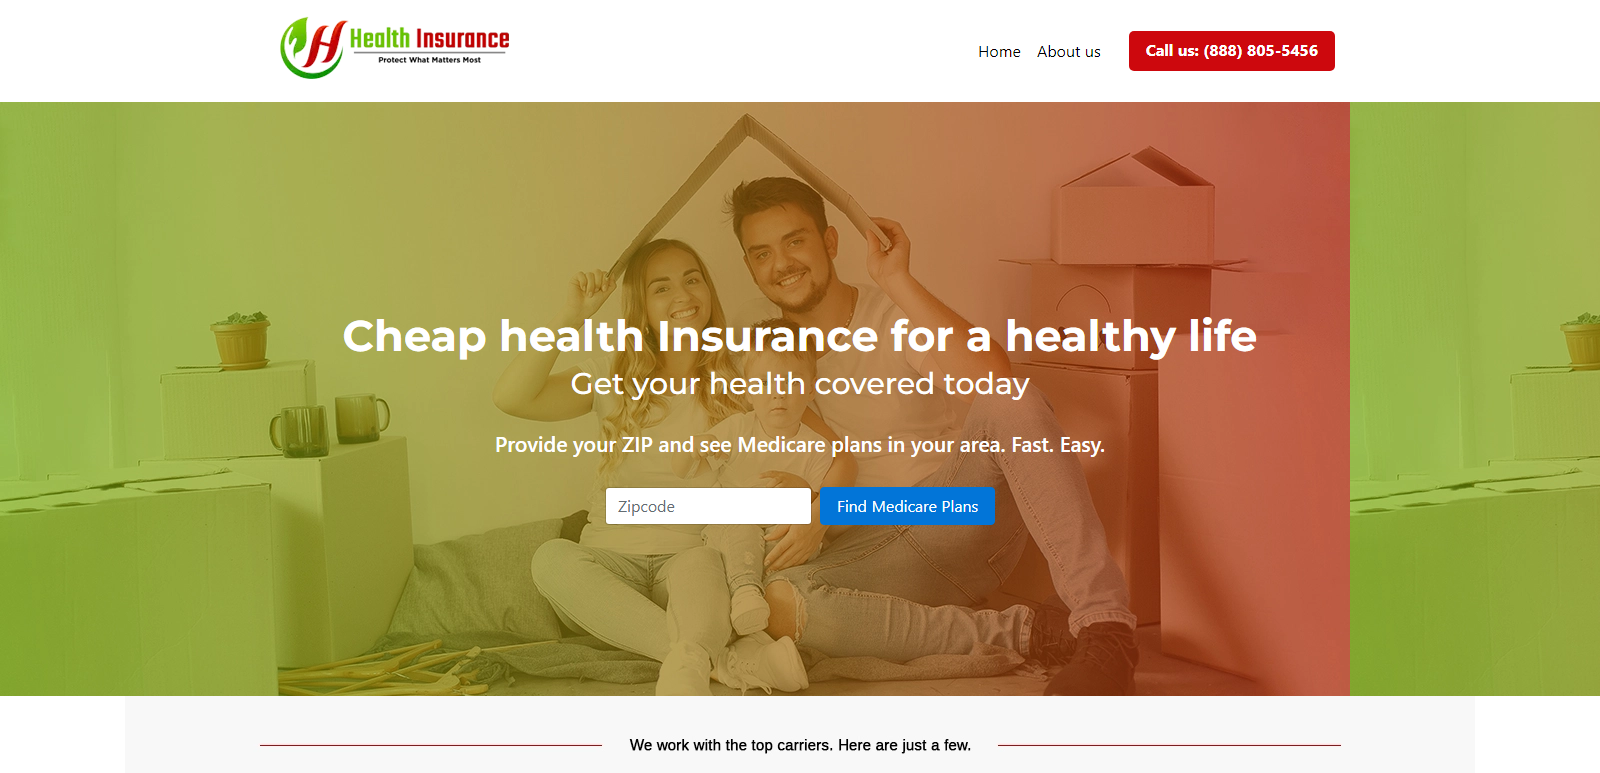 H Health Insurance
Protect What Matters Most
Home About us Call us: (888) 805-5456
Cheap health Insurance for a healthy life
Get your health covered today
Provide your ZIP and see Medicare plans in your area. Fast. Easy.
Zipcode Find Medicare Plans
We work with the top carriers. Here are just a few.